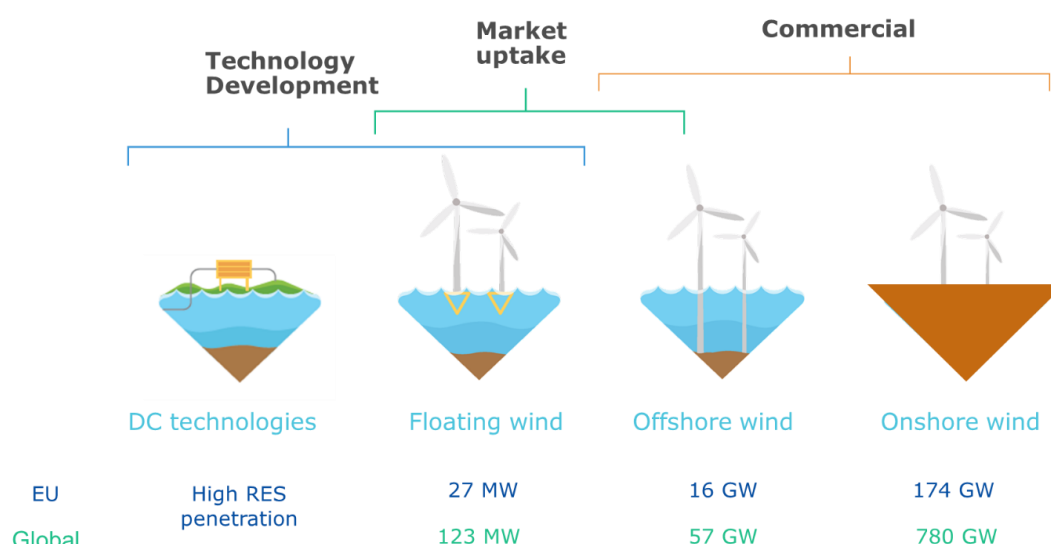 Market
uptake
Commercial
Technology
Development
DC technologies
Floating wind
Offshore wind
Onshore wind
EU
High RES
penetration
27 MW
16 GW
174 GW
Global
123 MW
57 GW
780 GW